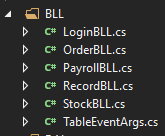 BLL
C# LoginBLL.cs
C# OrderBLL.cs
C# PayrollBLL.cs
C# RecordBLL.cs
C# StockBLL.cs
C# TableEventArgs.cs